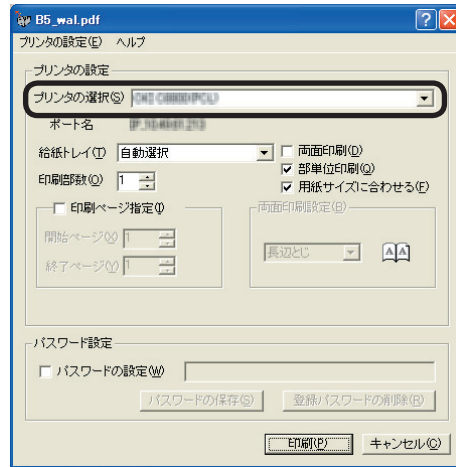 B5_wal.pdf
プリンタの設定(E) ヘルプ
プリンタの設定
プリンタの選択(S)
ポート名
給紙トレイ(T) 自動選択 両面印刷(D)
印刷部数(O) 1 部単位印刷(Q)
用紙サイズに合わせる(F)
印刷ページ指定(I) 両面印刷設定(B)
開始ページ(X) 1
長辺とじ AA
終了ページ(Y) 1
パスワード設定
パスワードの設定(W)
パスワードの保存(S) 登録パスワードの削除(R)
印刷(P) キャンセル(C)